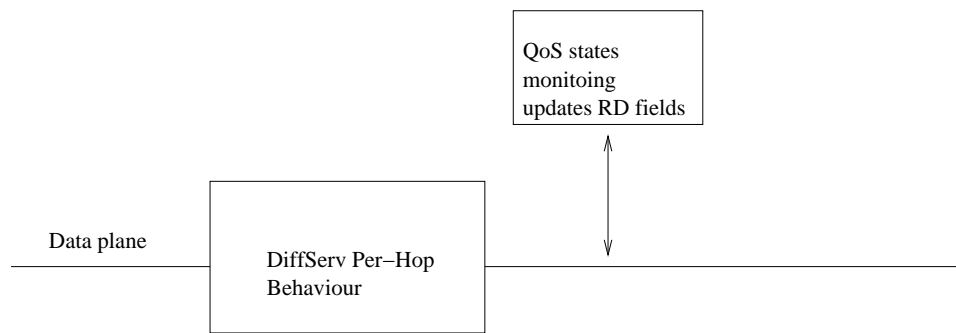 QoS states
monitoing
updates RD fields
Data plane
DiffServ Per−Hop
Behaviour